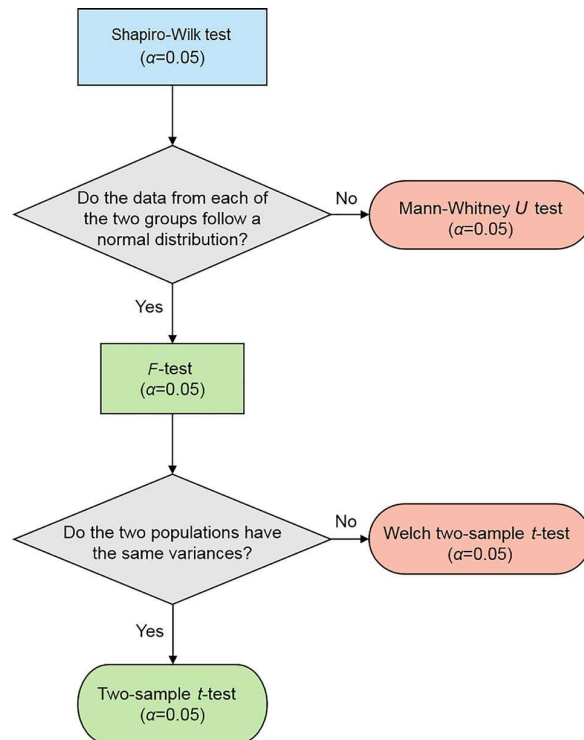 Shapiro-Wilk test
(α=0.05)
Do the data from each of
the two groups follow a
normal distribution?
No
Mann-Whitney U test
(α=0.05)
Yes
F-test
(α=0.05)
Do the two populations have
the same variances?
No
Welch two-sample t-test
(α=0.05)
Yes
Two-sample t-test
(α=0.05)